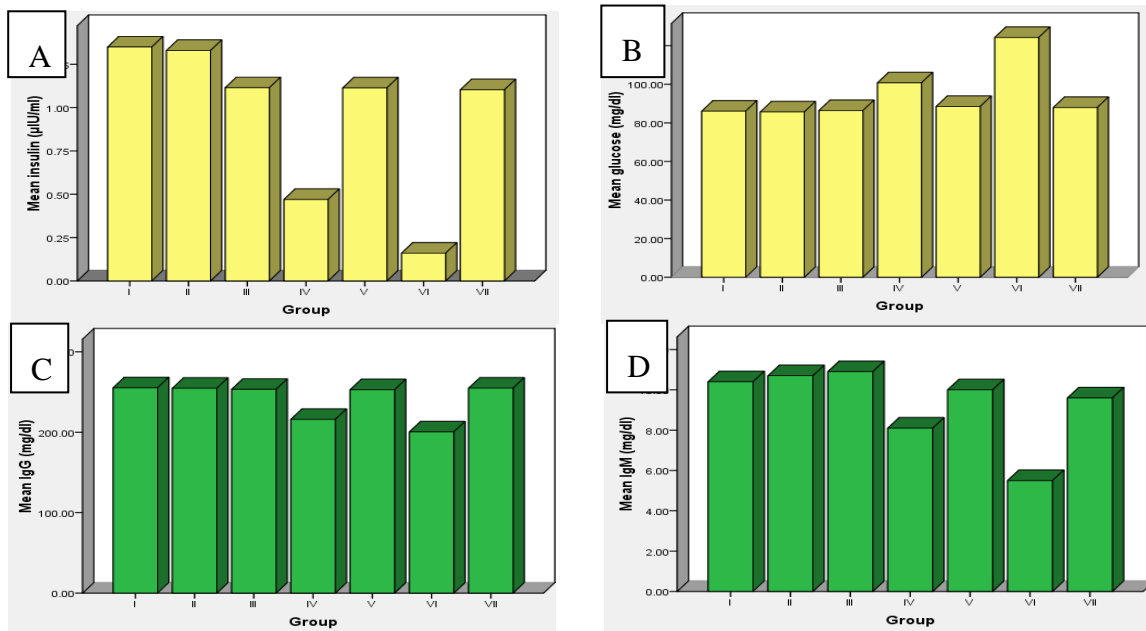 A
Mean insulin (µIU/ml)
1.00
0.75
0.50
0.25
0.00
I II III IV V VI VII
Group
B
Mean glucose (mg/dl)
100.00
80.00
60.00
40.00
20.00
0.00
I II III IV V VI VII
Group
C
Mean IgG (mg/dl)
200.00
100.00
0.00
I II III IV V VI VII
Group
D
Mean IgM (mg/dl)
8.00
6.00
4.00
2.00
0.00
I II III IV V VI VII
Group